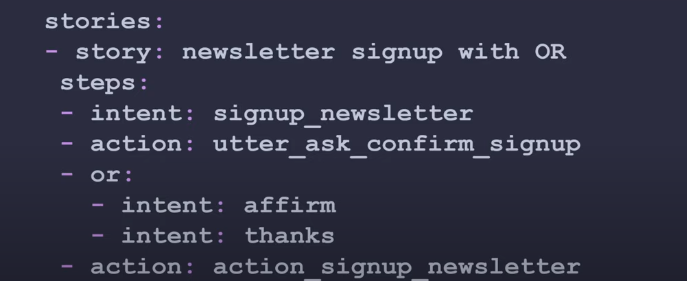 stories:
- story: newsletter signup with OR
steps:
- intent: signup_newsletter
- action: utter_ask_confirm_signup
- or:
- intent: affirm
- intent: thanks
- action: action_signup_newsletter